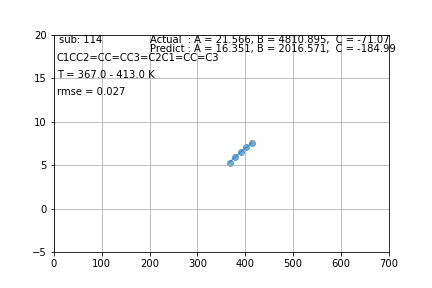 sub: 114
Actual : A = 21.566, B = 4810.895, C = -71.07
Predict : A = 16.351, B = 2016.571, C = -184.99
C1CC2=CC=CC3=C2C1=CC=C3
T = 367.0 - 413.0 K
rmse = 0.027
20
15
10
5
0
−5
0 100 200 300 400 500 600 700